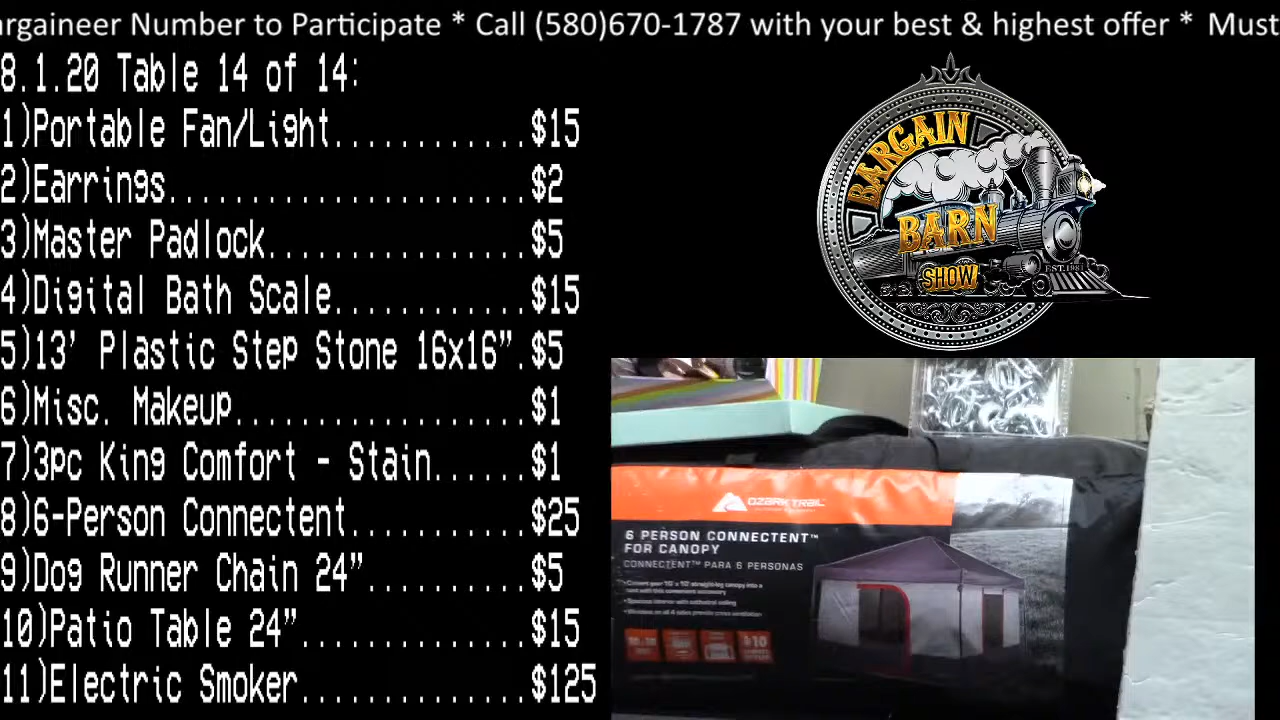 argaineer Number to Participate * Call (580)670-1787 with your best & highest offer * Must
8.1.20 Table 14 of 14:
1)Portable Fan/Light............$15
2)Earrings......................$2
3)Master Padlock................$5
4)Digital Bath Scale............$15
5)13' Plastic Step Stone 16x16”.$5
6)Misc. Makeup..................$1
7)3pc King Comfort - Stain......$1
8)6-Person Connectent...........$25
9)Dog Runner Chain 24”..........$5
10)Patio Table 24”..............$15
11)Electric Smoker..............$125
BARGAIN
BARN
SHOW
EST.1981
OZARK TRAIL
6 PERSON CONNECTENT™
FOR CANOPY
CONNECTENT™ PARA 6 PERSONAS
$10